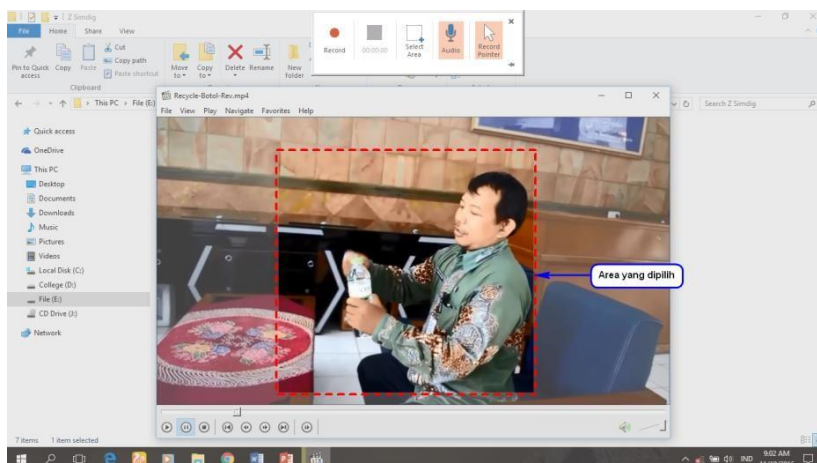 Z Simdig
File Home Share View
Pin to Quick access
Copy
Paste
Cut
Copy path
Paste shortcut
Move to
Copy to
Delete
Rename
New folder
Clipboard
Record
00:00:00
Select Area
Audio
Record Pointer
This PC > File (E:)
Search Z Simdig
Quick access
OneDrive
This PC
Desktop
Documents
Downloads
Music
Pictures
Videos
Local Disk (C:)
College (D:)
File (E:)
CD Drive (J:)
Network
Recycle-Botol-Rev.mp4
File View Play Navigate Favorites Help
Area yang dipilih
7 items 1 item selected
IND
9:02 AM